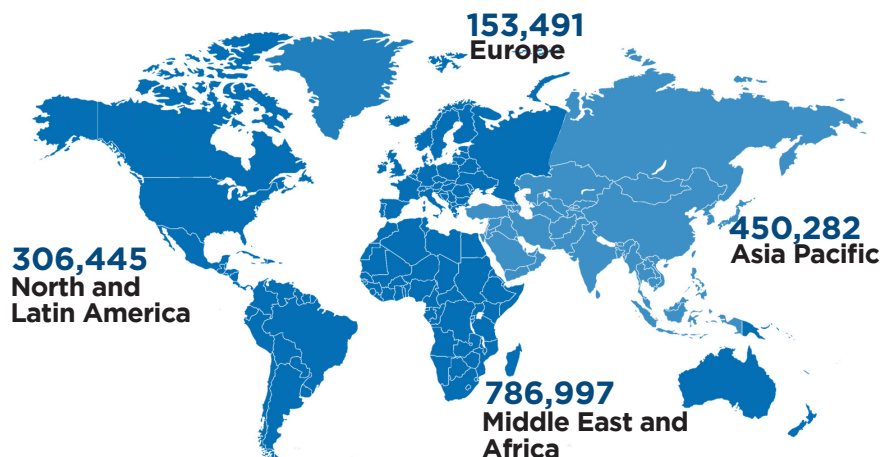 153,491
Europe
306,445
North and
Latin America
450,282
Asia Pacific
786,997
Middle East and
Africa